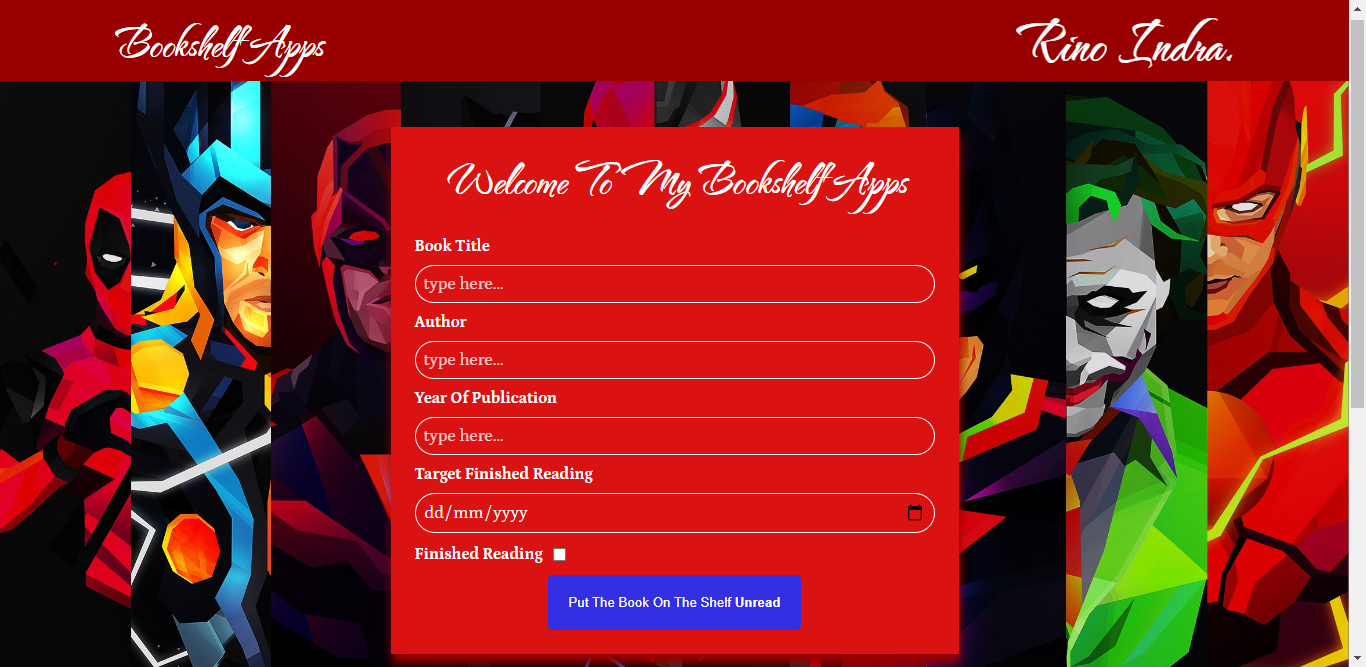 Bookshelf Apps
Rino Indra.
Welcome To My Bookshelf Apps
Book Title
type here...
Author
type here...
Year Of Publication
type here...
Target Finished Reading
dd/mm/yyyy
Finished Reading
Put The Book On The Shelf Unread